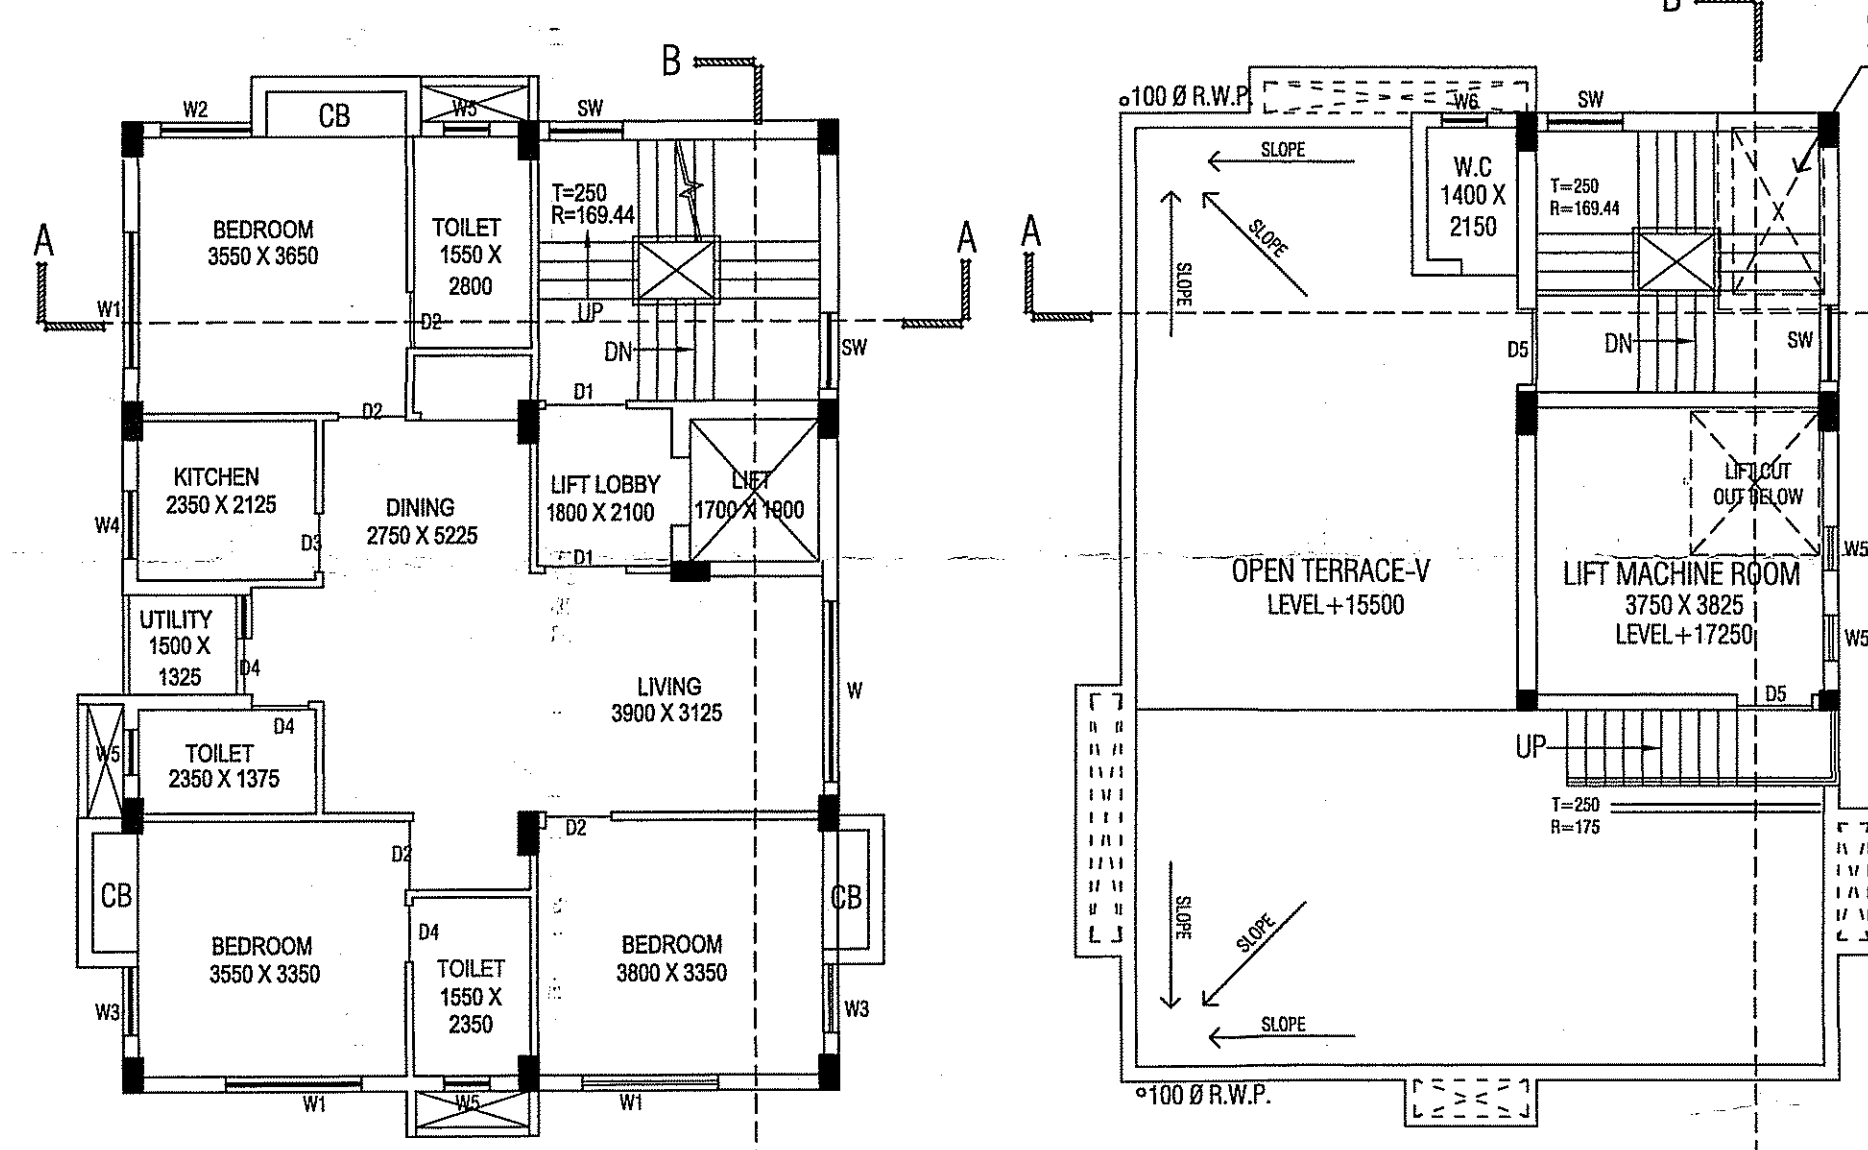 B
W2
CB
W5
SW
T=250
R=169.44
BEDROOM
3550 X 3650
TOILET
1550 X
2800
A
A
W1
D2
UP
DN
SW
D2
D1
KITCHEN
2350 X 2125
DINING
2750 X 5225
LIFT LOBBY
1800 X 2100
LIFT
1700 X 1900
W4
D3
D1
UTILITY
1500 X
1325
D4
LIVING
3900 X 3125
W
D4
W5
TOILET
2350 X 1375
D2
D2
CB
CB
BEDROOM
3550 X 3350
D4
TOILET
1550 X
2350
BEDROOM
3800 X 3350
W3
W3
W1
W5
W1
B
100 Ø R.W.P.
W6
SW
SLOPE
W.C
1400 X
2150
T=250
R=169.44
A
SLOPE
SLOPE
D5
DN
SW
LIFT CUT
OUT BELOW
W5
OPEN TERRACE-V
LEVEL+15500
LIFT MACHINE ROOM
3750 X 3825
LEVEL+17250
W5
D5
UP
T=250
R=175
SLOPE
SLOPE
SLOPE
100 Ø R.W.P.